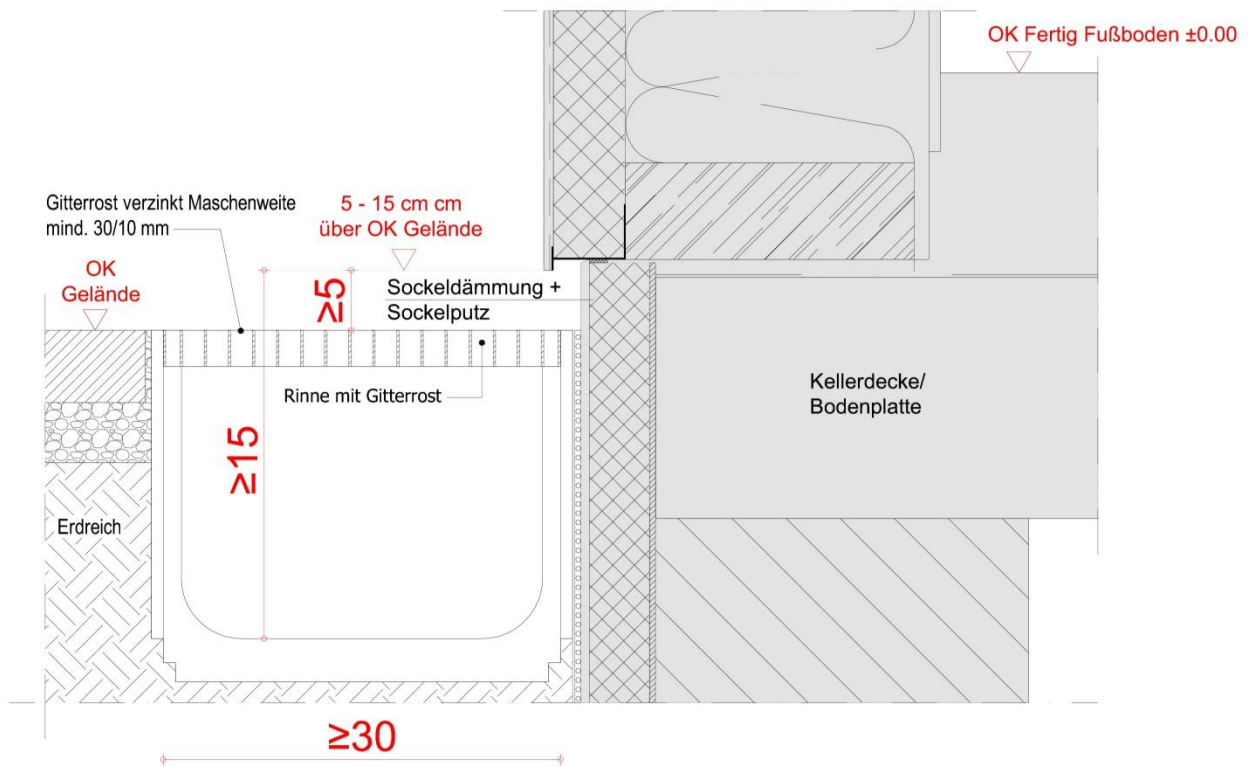 OK Fertig Fußboden ±0.00
Gitterrost verzinkt Maschenweite
mind. 30/10 mm
5 - 15 cm cm
über OK Gelände
OK
Gelände
≥5
Sockeldämmung +
Sockelputz
Rinne mit Gitterrost
Kellerdecke/
Bodenplatte
≥15
Erdreich
≥30